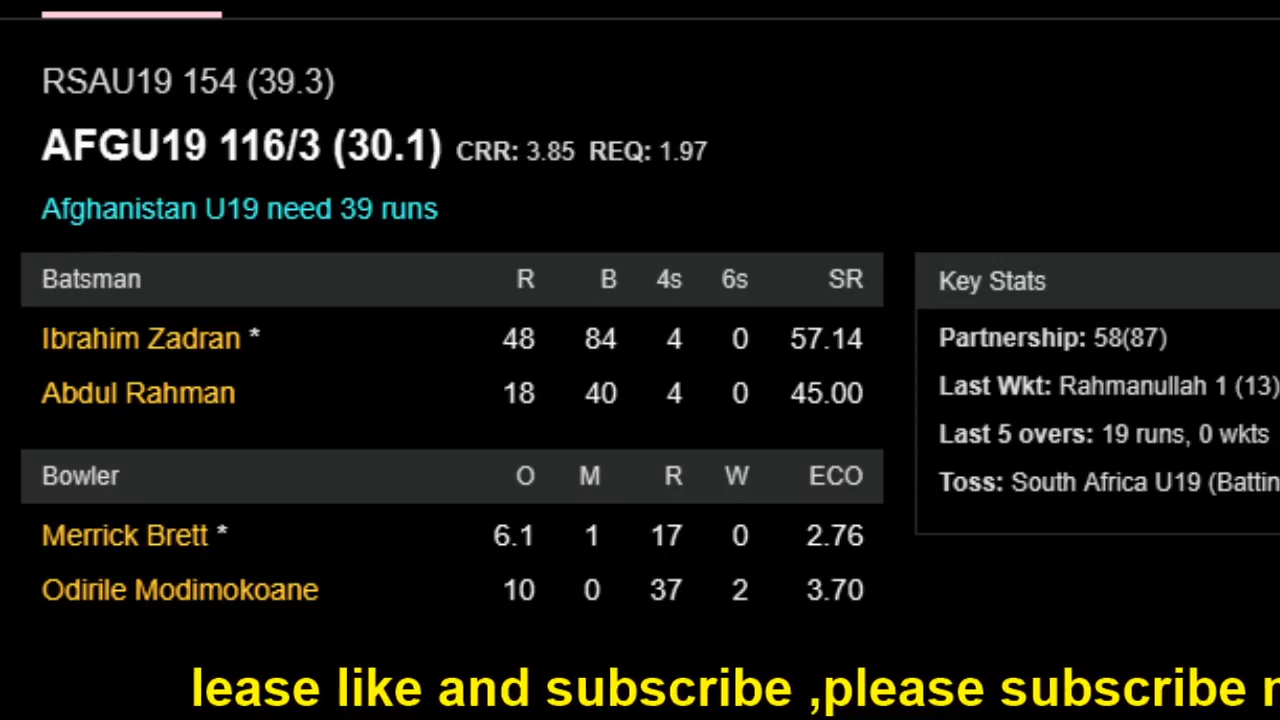 RSAU19 154 (39.3)
AFGU19 116/3 (30.1) CRR: 3.85 REQ: 1.97
Afghanistan U19 need 39 runs
Batsman R B 4s 6s SR
Ibrahim Zadran * 48 84 4 0 57.14
Abdul Rahman 18 40 4 0 45.00
Bowler O M R W ECO
Merrick Brett * 6.1 1 17 0 2.76
Odirile Modimokoane 10 0 37 2 3.70
Key Stats
Partnership: 58(87)
Last Wkt: Rahmanullah 1 (13)
Last 5 overs: 19 runs, 0 wkts
Toss: South Africa U19 (Battin
lease like and subscribe ,please subscribe